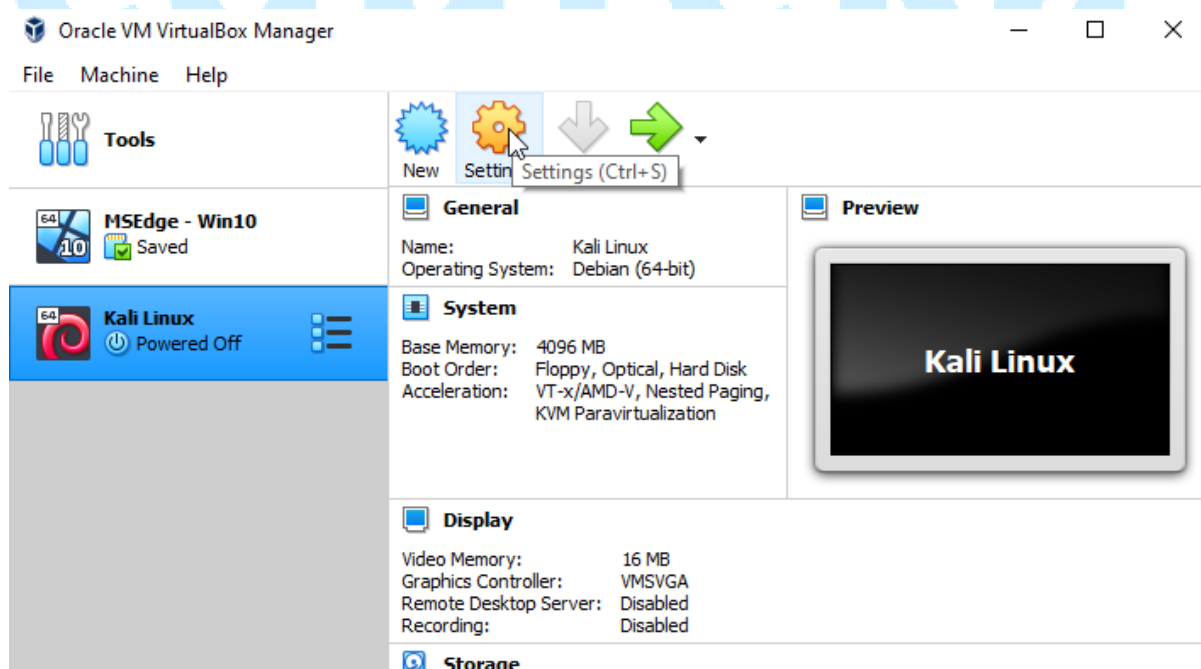 Oracle VM VirtualBox Manager
File Machine Help
Tools
New
Settin
Settings (Ctrl+S)
64
10
MSEdge - Win10
Saved
64
Kali Linux
Powered Off
General
Name: Kali Linux
Operating System: Debian (64-bit)
System
Base Memory: 4096 MB
Boot Order: Floppy, Optical, Hard Disk
Acceleration: VT-x/AMD-V, Nested Paging,
KVM Paravirtualization
Preview
Kali Linux
Display
Video Memory: 16 MB
Graphics Controller: VMSVGA
Remote Desktop Server: Disabled
Recording: Disabled
Storage